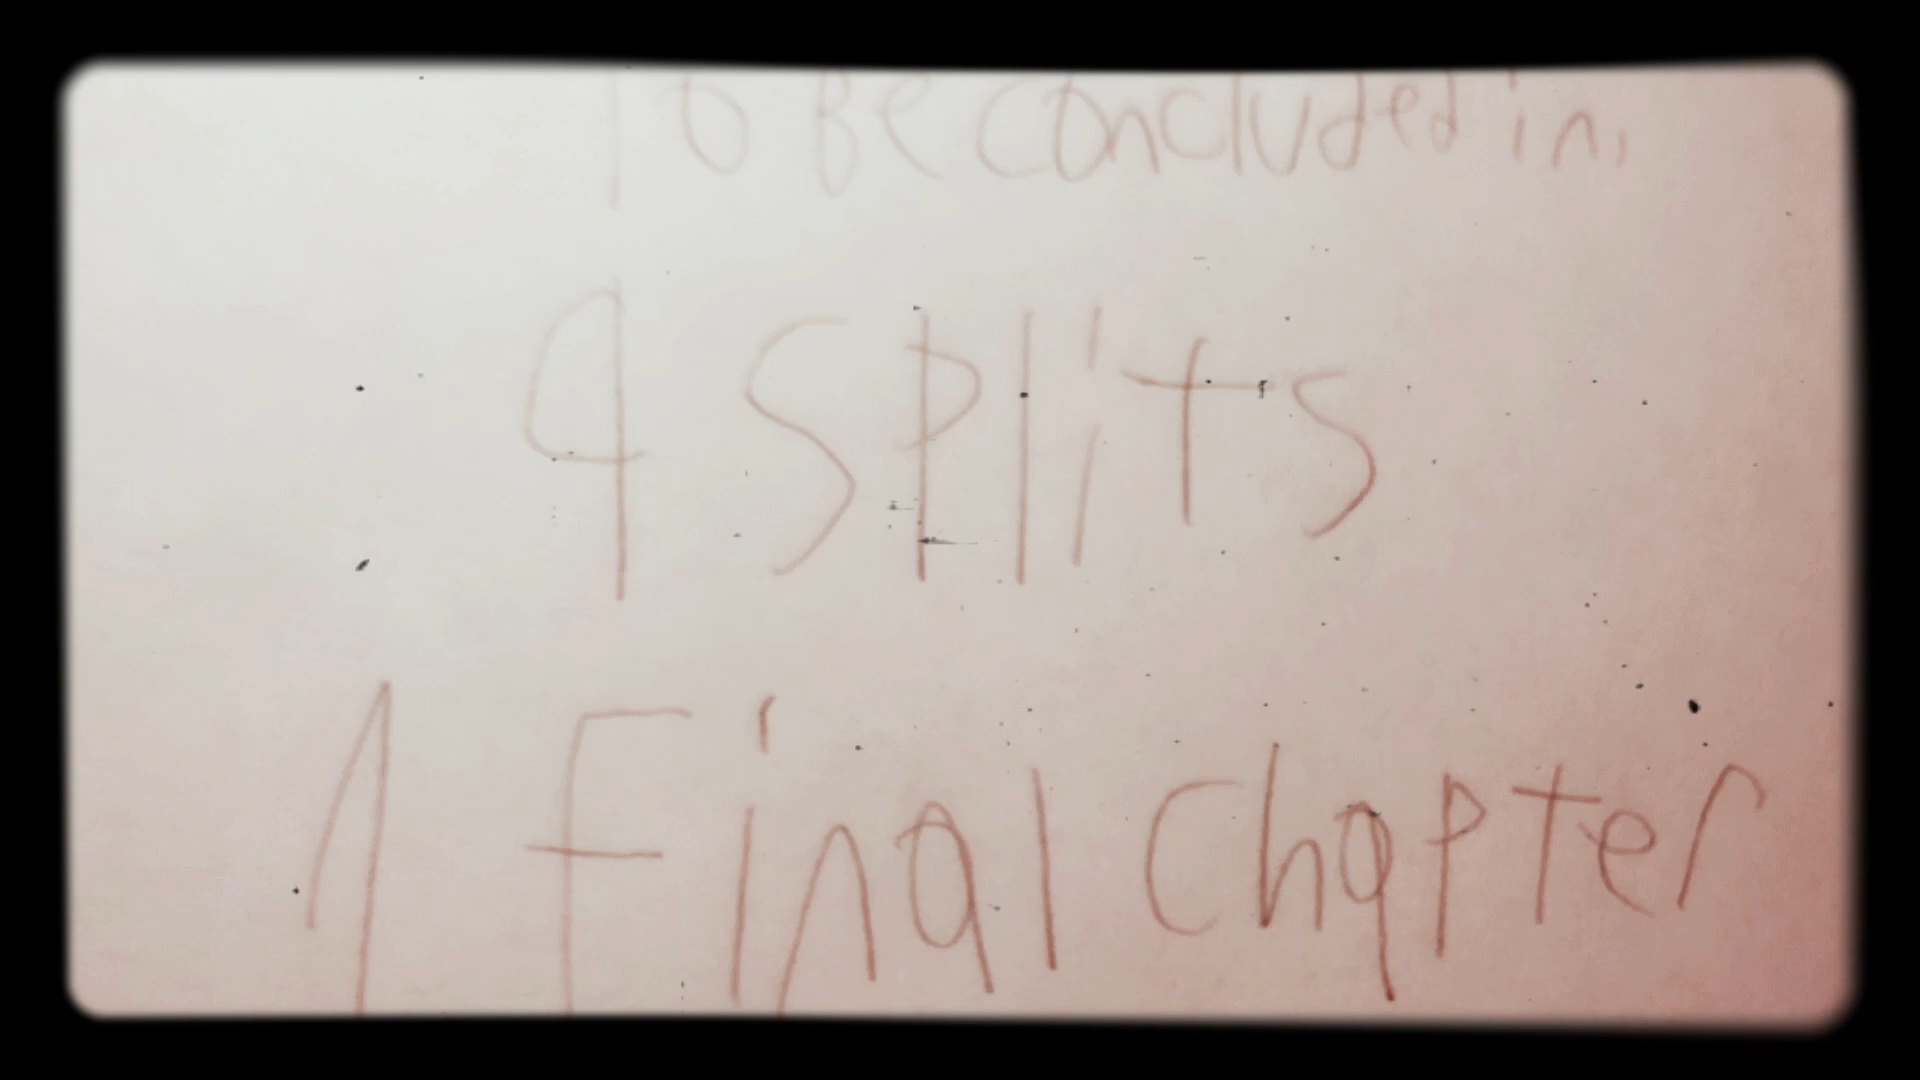 To Be concluded in,
4 splits
1 Final chapter